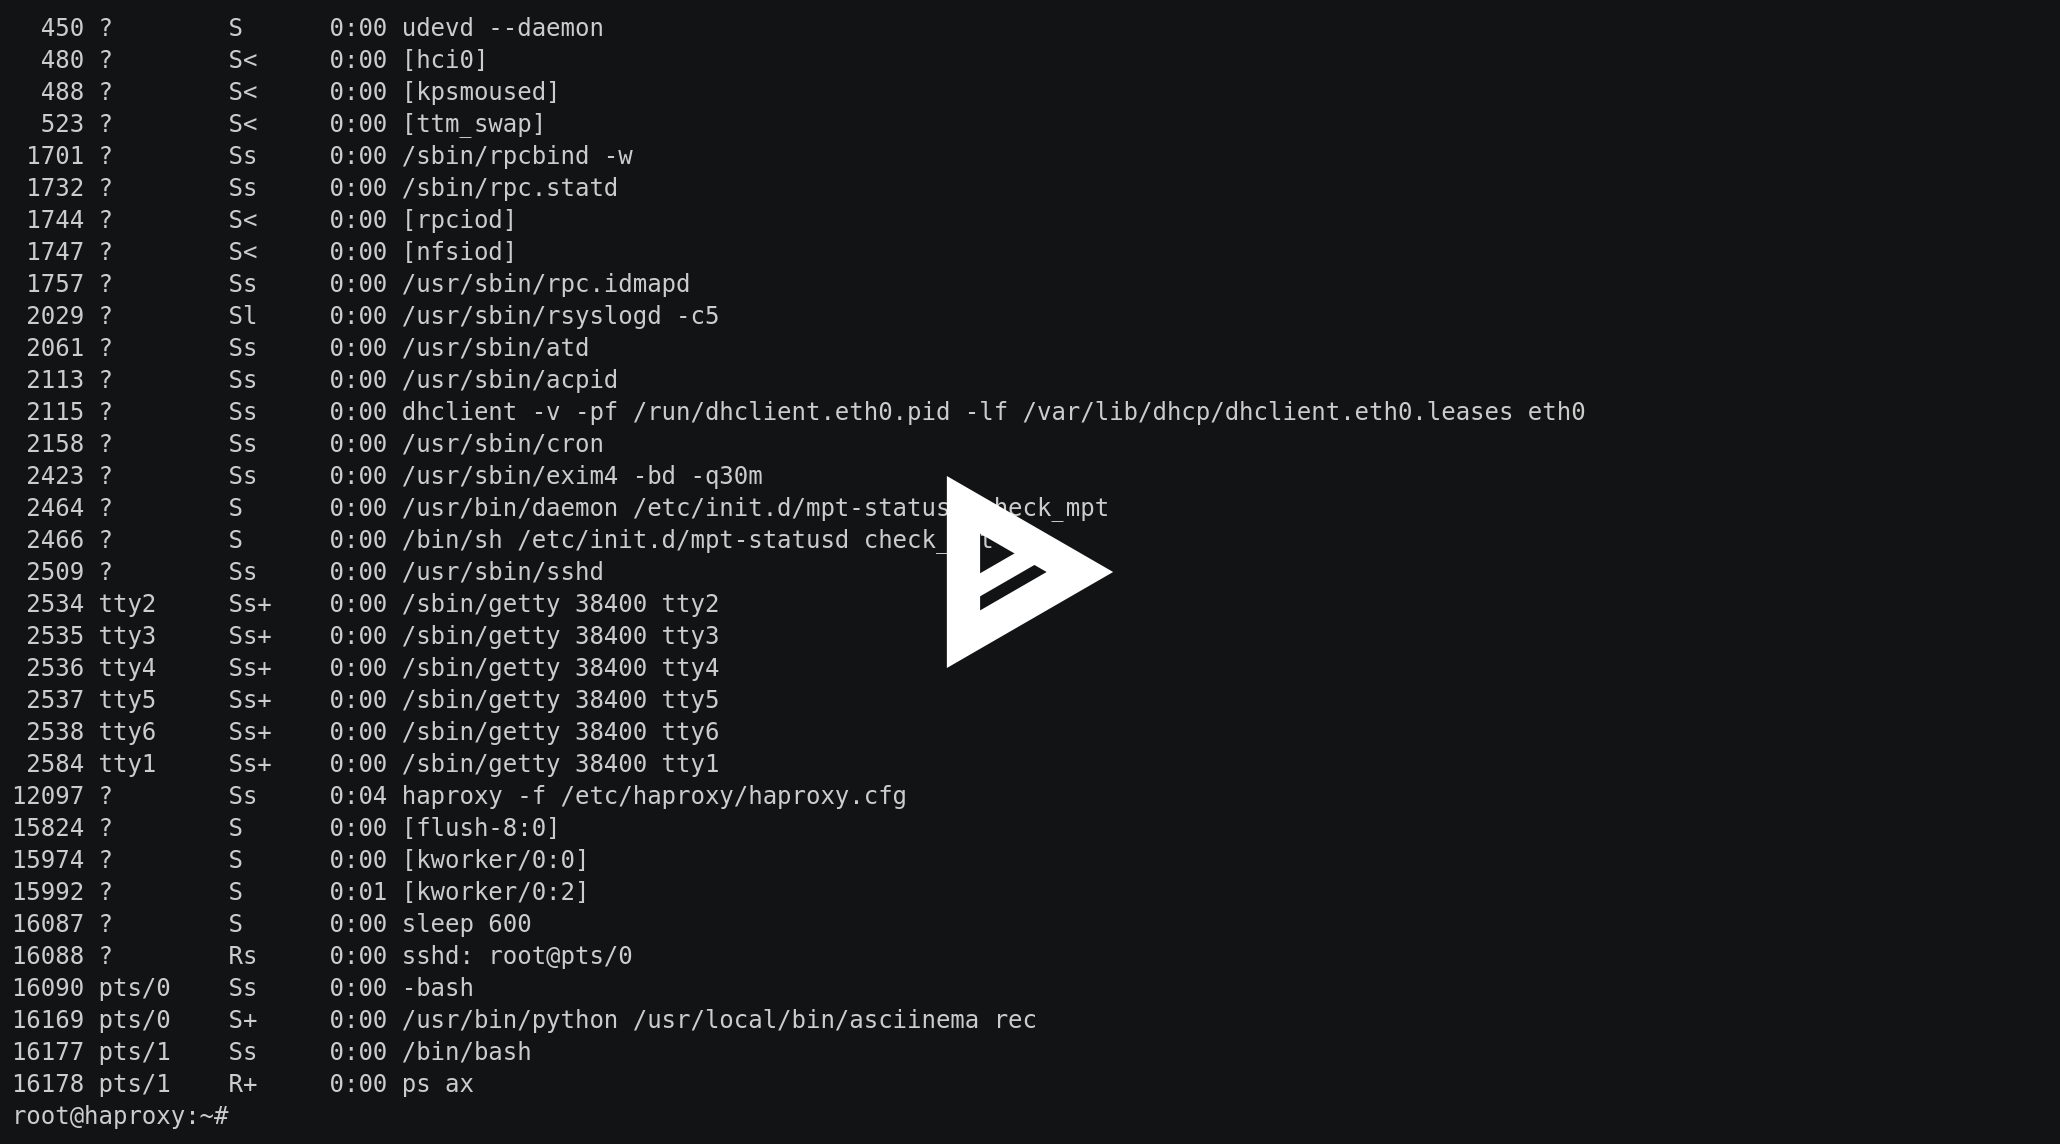 450 ?        S      0:00 udevd --daemon
480 ?        S<     0:00 [hci0]
488 ?        S<     0:00 [kpsmoused]
523 ?        S<     0:00 [ttm_swap]
1701 ?        Ss     0:00 /sbin/rpcbind -w
1732 ?        Ss     0:00 /sbin/rpc.statd
1744 ?        S<     0:00 [rpciod]
1747 ?        S<     0:00 [nfsiod]
1757 ?        Ss     0:00 /usr/sbin/rpc.idmapd
2029 ?        Sl     0:00 /usr/sbin/rsyslogd -c5
2061 ?        Ss     0:00 /usr/sbin/atd
2113 ?        Ss     0:00 /usr/sbin/acpid
2115 ?        Ss     0:00 dhclient -v -pf /run/dhclient.eth0.pid -lf /var/lib/dhcp/dhclient.eth0.leases eth0
2158 ?        Ss     0:00 /usr/sbin/cron
2423 ?        Ss     0:00 /usr/sbin/exim4 -bd -q30m
2464 ?        S      0:00 /usr/bin/daemon
2466 ?        S      0:00 /bin/sh /etc/init.d/mpt-statusd
2509 ?        Ss     0:00 /usr/sbin/sshd
2534 tty2     Ss+    0:00 /sbin/getty 38400 tty2
2535 tty3     Ss+    0:00 /sbin/getty 38400 tty3
2536 tty4     Ss+    0:00 /sbin/getty 38400 tty4
2537 tty5     Ss+    0:00 /sbin/getty 38400 tty5
2538 tty6     Ss+    0:00 /sbin/getty 38400 tty6
2584 tty1     Ss+    0:00 /sbin/getty 38400 tty1
12097 ?        Ss     0:04 haproxy -f /etc/haproxy/haproxy.cfg
15824 ?        S      0:00 [flush-8:0]
15974 ?        S      0:00 [kworker/0:0]
15992 ?        S      0:01 [kworker/0:2]
16087 ?        S      0:00 sleep 600
16088 ?        Rs     0:00 sshd: root@pts/0
16090 pts/0    Ss     0:00 -bash
16169 pts/0    S+     0:00 /usr/bin/python /usr/local/bin/asciinema rec
16177 pts/1    Ss     0:00 /bin/bash
16178 pts/1    R+     0:00 ps ax
root@haproxy:~#